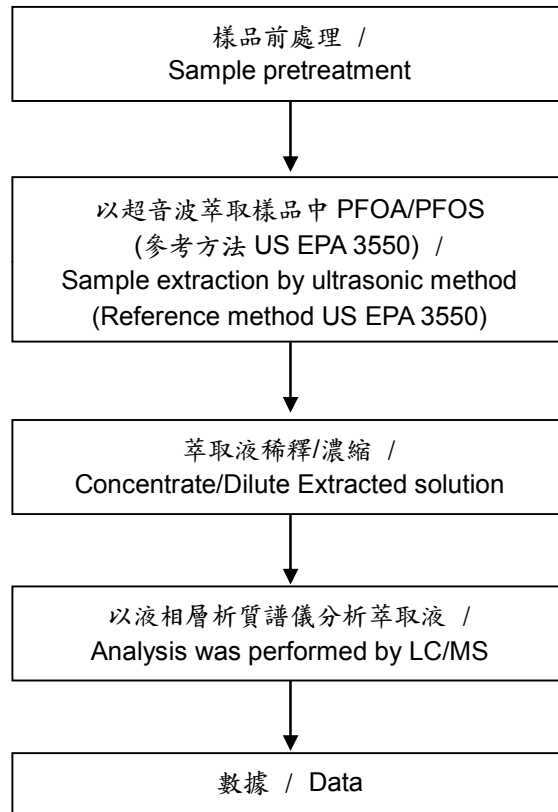 樣品前處理 /
Sample pretreatment
以超音波萃取樣品中 PFOA/PFOS
(參考方法 US EPA 3550) /
Sample extraction by ultrasonic method
(Reference method US EPA 3550)
萃取液稀釋/濃縮 /
Concentrate/Dilute Extracted solution
以液相層析質譜儀分析萃取液 /
Analysis was performed by LC/MS
數據 / Data